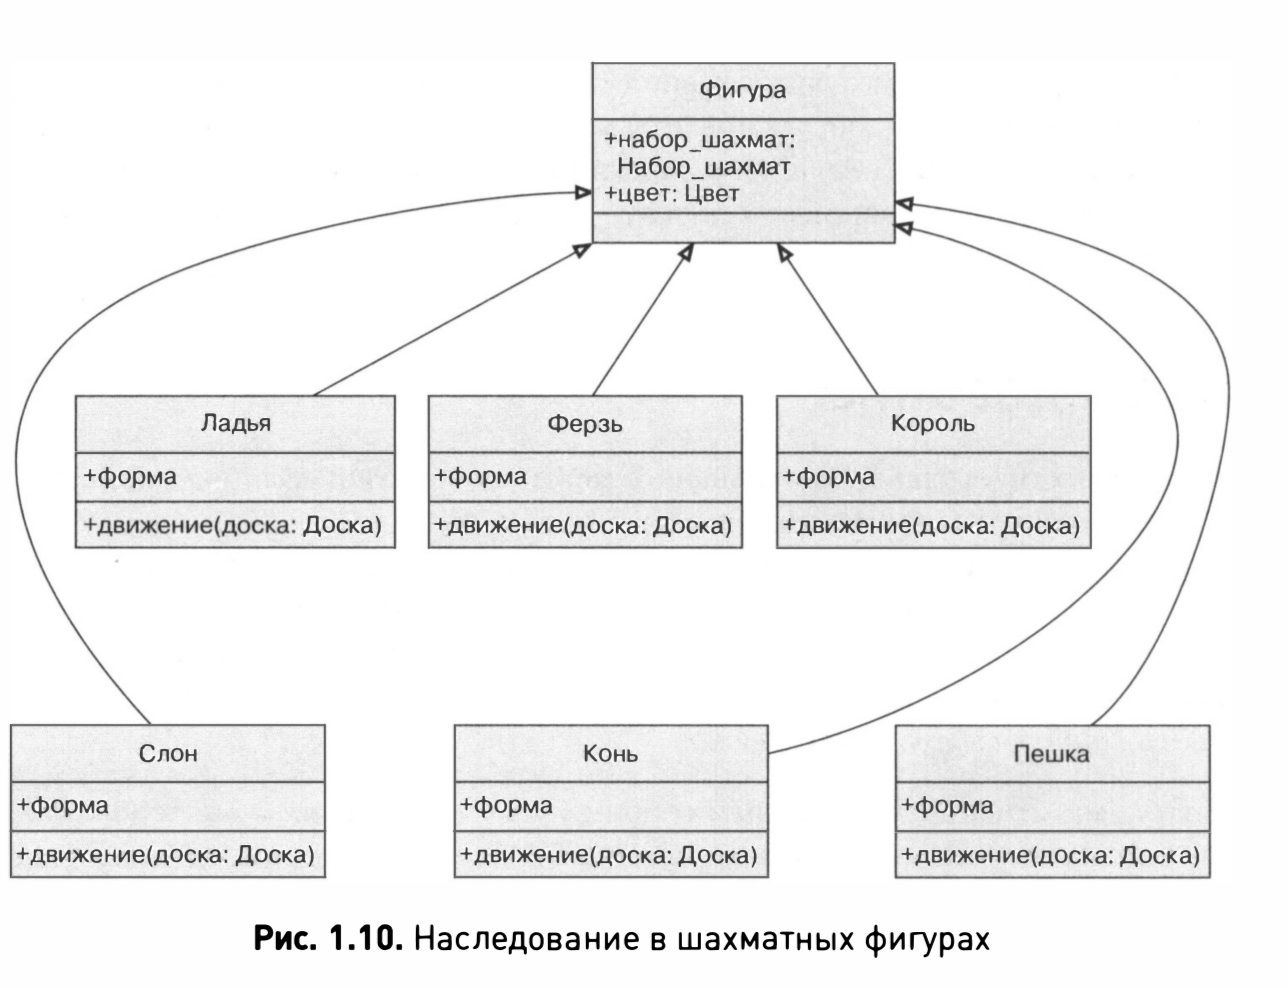 Фигура
+набор_шахмат:
Набор_шахмат
+цвет: Цвет
Ладья
+форма
+движение(доска: Доска)
Ферзь
+форма
+движение(доска: Доска)
Король
+форма
+движение(доска: Доска)
Слон
+форма
+движение(доска: Доска)
Конь
+форма
+движение(доска: Доска)
Пешка
+форма
+движение(доска: Доска)
Рис. 1.10. Наследование в шахматных фигурах